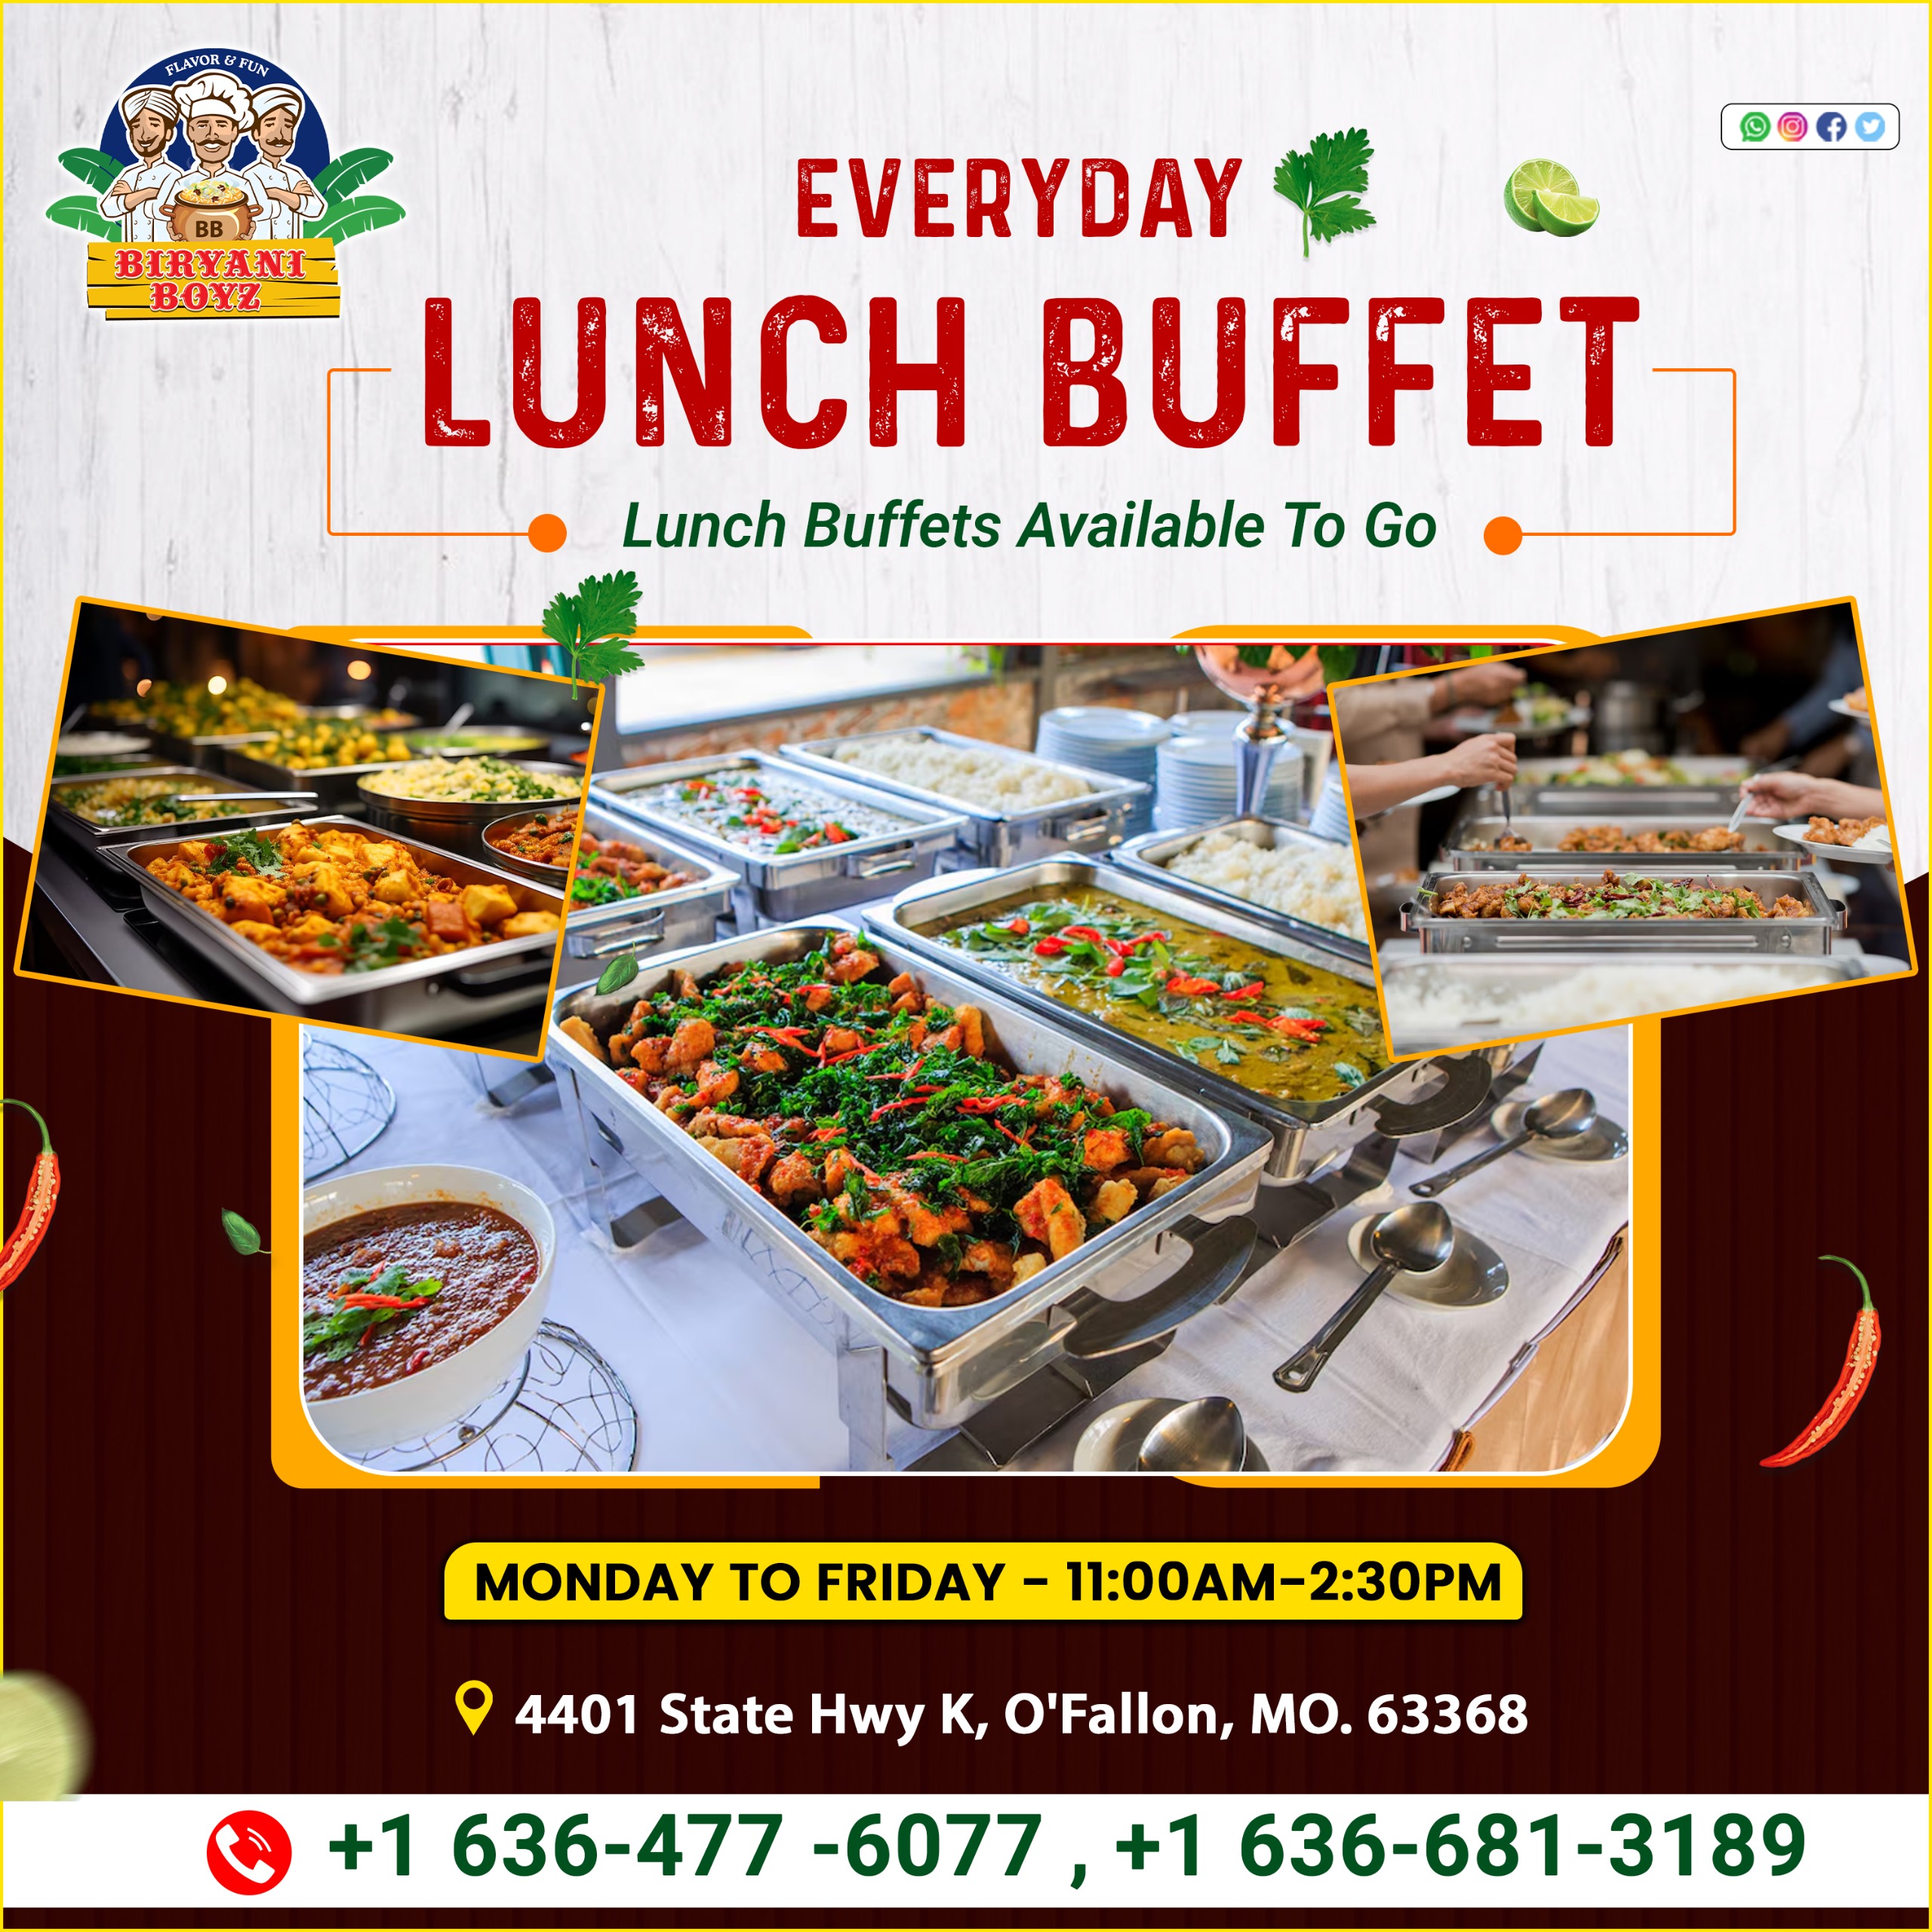 FLAVOR & FUN
BB
BIRYANI
BOYZ
EVERYDAY
LUNCH BUFFET
Lunch Buffets Available To Go
MONDAY TO FRIDAY - 11:00AM-2:30PM
4401 State Hwy K, O'Fallon, MO. 63368
+1 636-477 -6077 , +1 636-681-3189